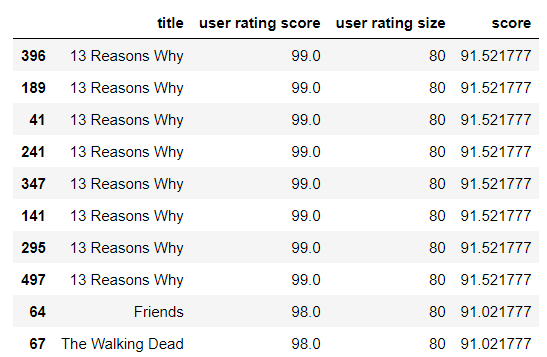 title user rating score user rating size score
396 13 Reasons Why 99.0 80 91.521777
189 13 Reasons Why 99.0 80 91.521777
41 13 Reasons Why 99.0 80 91.521777
241 13 Reasons Why 99.0 80 91.521777
347 13 Reasons Why 99.0 80 91.521777
141 13 Reasons Why 99.0 80 91.521777
295 13 Reasons Why 99.0 80 91.521777
497 13 Reasons Why 99.0 80 91.521777
64 Friends 98.0 80 91.021777
67 The Walking Dead 98.0 80 91.021777